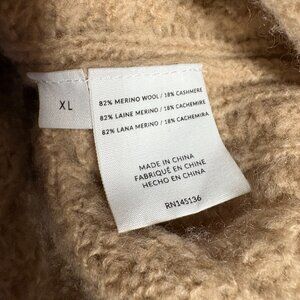 XL
82% MERINO WOOL / 18% CASHMERE
82% LAINE MERINO / 18% CACHEMIRE
82% LANA MERINO / 18% CACHEMIRA
MADE IN CHINA
FABRIQUÉ EN CHINE
HECHO EN CHINA
RN145136